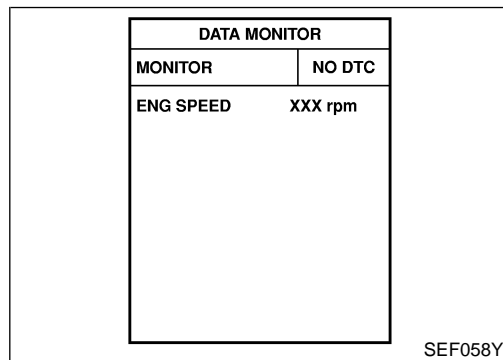 DATA MONITOR
MONITOR NO DTC
ENG SPEED XXX rpm
SEF058Y